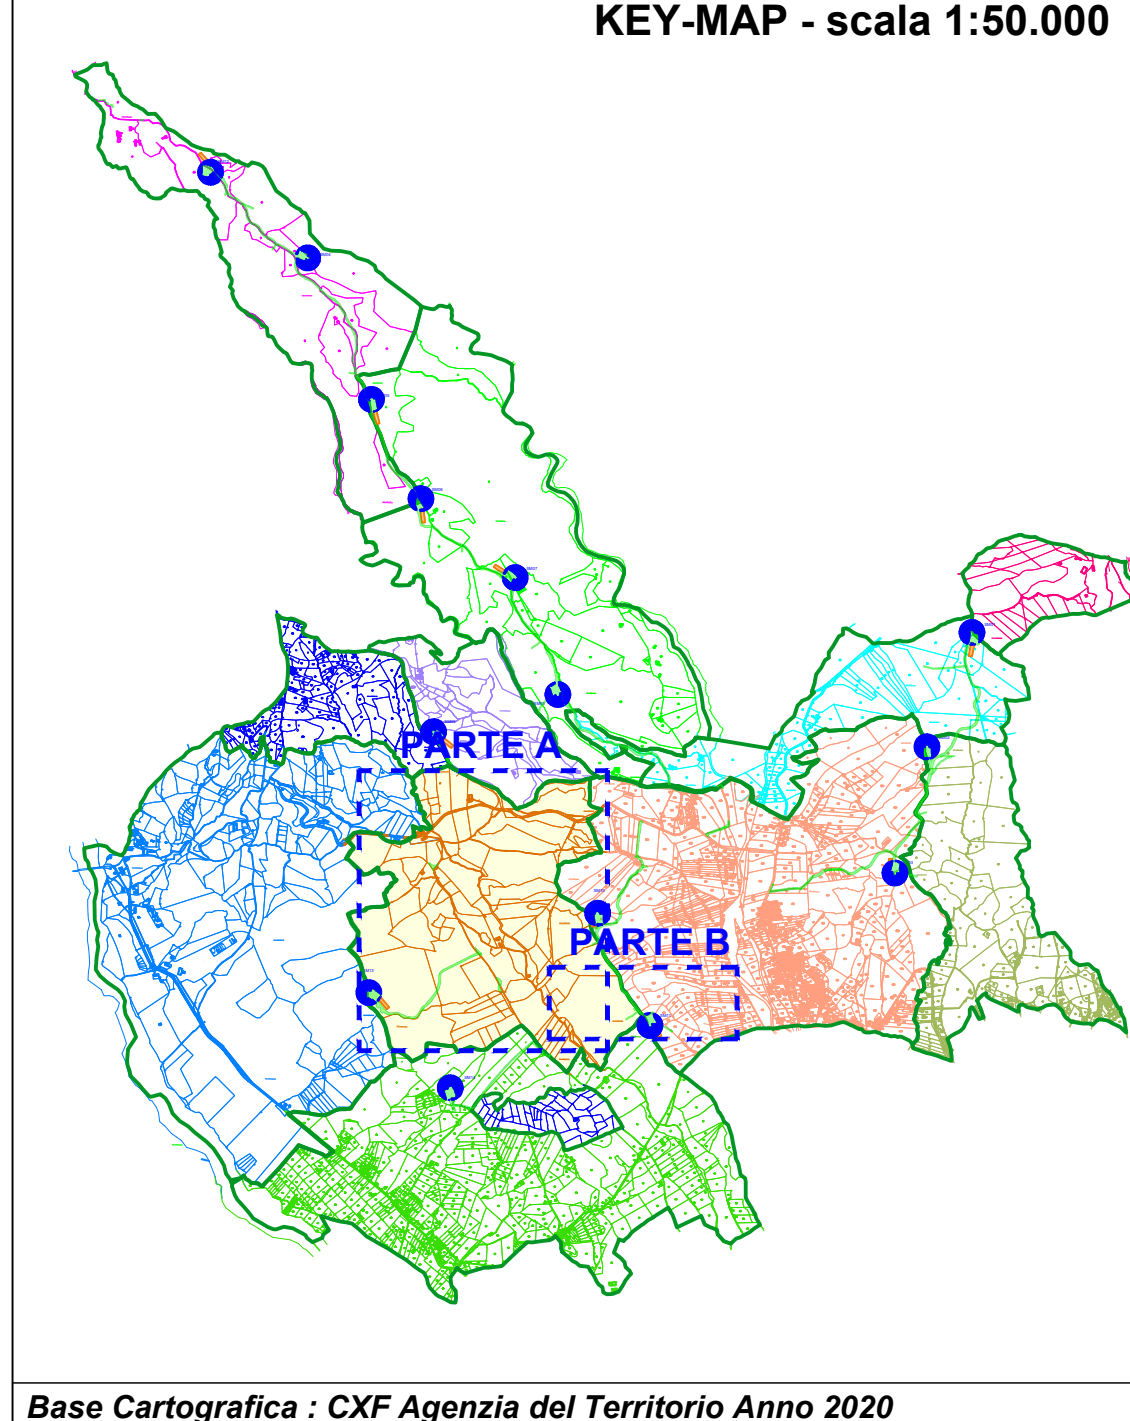 KEY-MAP - scala 1:50.000
PARTE A
PARTE B
Base Cartografica : CXF Agenzia del Territorio Anno 2020